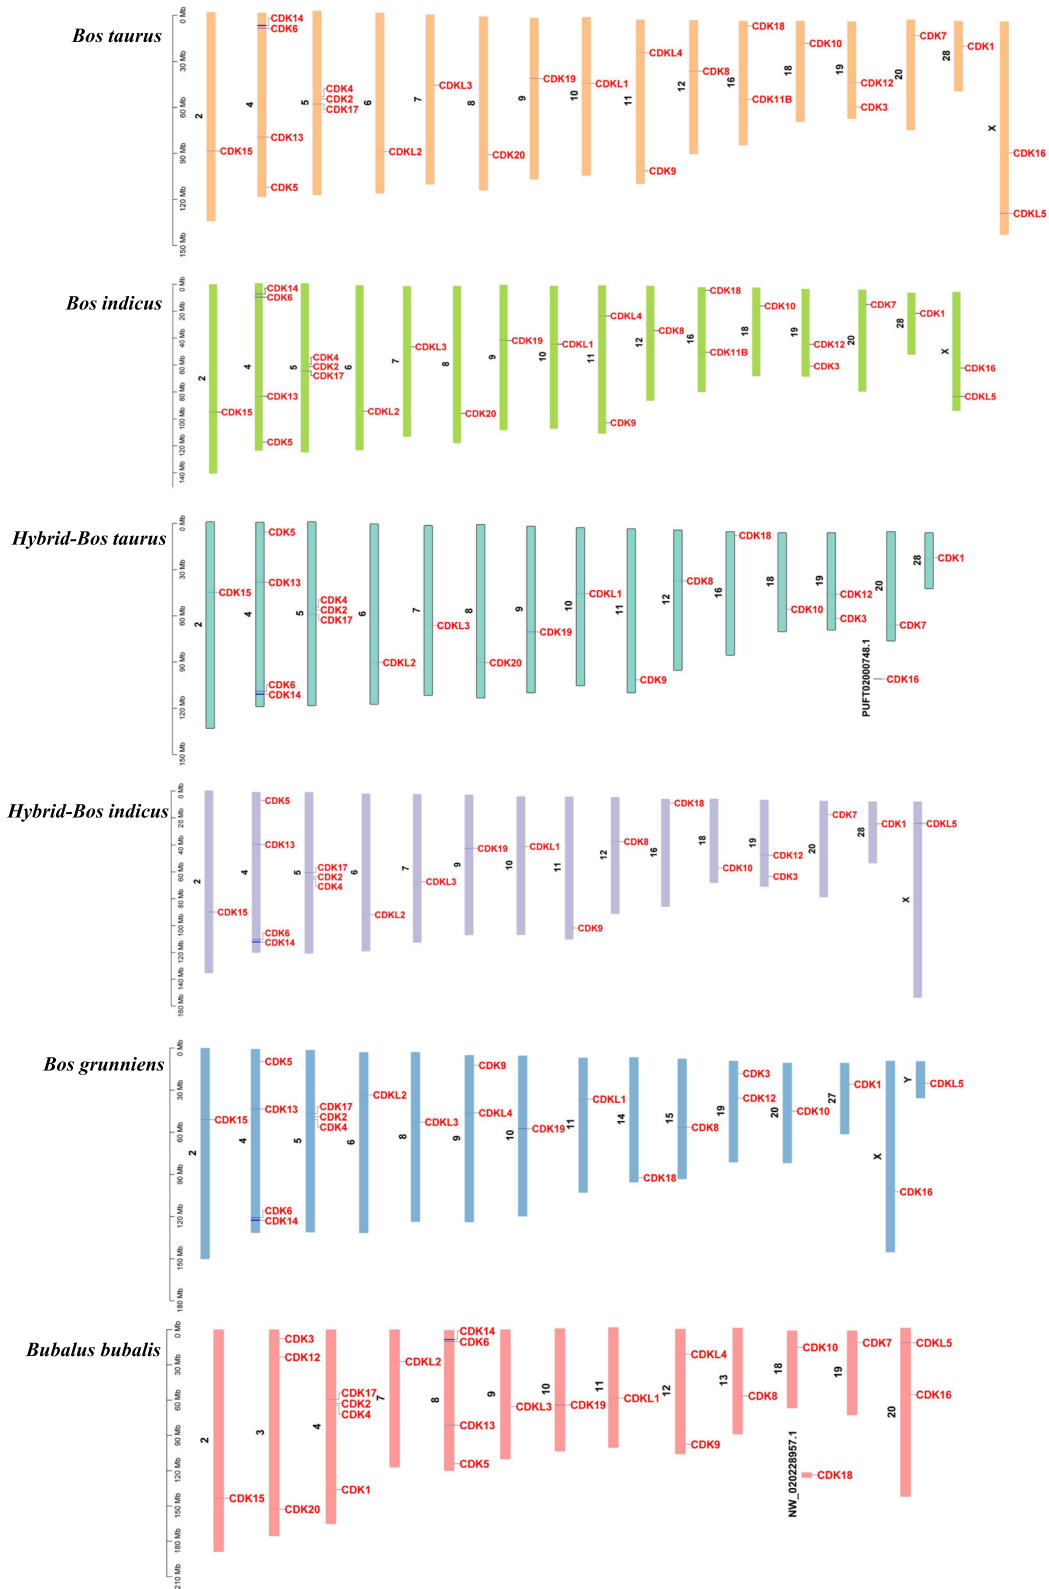 Bos taurus
0 Mb
30 Mb
60 Mb
90 Mb
120 Mb
150 Mb
2
CDK15
4
CDK14
CDK6
CDK13
CDK5
5
CDK4
CDK2
CDK17
6
CDKL2
7
CDKL3
8
CDK20
9
CDK19
10
CDKL1
11
CDKL4
CDK9
12
CDK8
16
CDK18
CDK11B
18
CDK10
19
CDK12
CDK3
20
CDK7
28
CDK1
X
CDK16
CDKL5
Bos indicus
0 Mb
20 Mb
40 Mb
60 Mb
80 Mb
100 Mb
120 Mb
140 Mb
2
CDK15
4
CDK14
CDK6
CDK13
CDK5
5
CDK4
CDK2
CDK17
6
CDKL2
7
CDKL3
8
CDK20
9
CDK19
10
CDKL1
11
CDKL4
CDK9
12
CDK8
16
CDK18
CDK11B
18
CDK10
19
CDK12
CDK3
20
CDK7
28
CDK1
X
CDK16
CDKL5
Hybrid-Bos taurus
0 Mb
30 Mb
60 Mb
90 Mb
120 Mb
150 Mb
2
CDK15
4
CDK5
CDK13
CDK6
CDK14
5
CDK4
CDK2
CDK17
6
CDKL2
7
CDKL3
8
CDK20
9
CDK19
10
CDKL1
11
CDK9
12
CDK8
16
CDK18
18
CDK10
19
CDK12
CDK3
20
CDK7
28
CDK1
PUFT02000748.1
CDK16
Hybrid-Bos indicus
0 Mb
20 Mb
40 Mb
60 Mb
80 Mb
100 Mb
120 Mb
140 Mb
160 Mb
2
CDK15
4
CDK5
CDK13
CDK6
CDK14
5
CDK17
CDK2
CDK4
6
CDKL2
7
CDKL3
9
CDK19
10
CDKL1
11
CDK9
12
CDK8
16
CDK18
18
CDK10
19
CDK12
CDK3
20
CDK7
28
CDK1
X
CDKL5
Bos grunniens
0 Mb
30 Mb
60 Mb
90 Mb
120 Mb
150 Mb
180 Mb
2
CDK15
4
CDK5
CDK13
CDK6
CDK14
5
CDK17
CDK2
CDK4
6
CDKL2
8
CDKL3
9
CDK9
CDKL4
10
CDK19
11
CDKL1
14
CDK18
15
CDK8
19
CDK3
CDK12
20
CDK10
27
CDK1
X
CDK16
Y
CDKL5
Bubalus bubalis
0 Mb
30 Mb
60 Mb
90 Mb
120 Mb
150 Mb
180 Mb
210 Mb
2
CDK15
3
CDK3
CDK12
CDK20
4
CDK17
CDK2
CDK4
CDK1
7
CDKL2
8
CDK14
CDK6
CDK13
CDK5
9
CDKL3
10
CDK19
11
CDKL1
12
CDKL4
CDK9
13
CDK8
18
CDK10
NW_020228957.1
CDK18
19
CDK7
20
CDKL5
CDK16